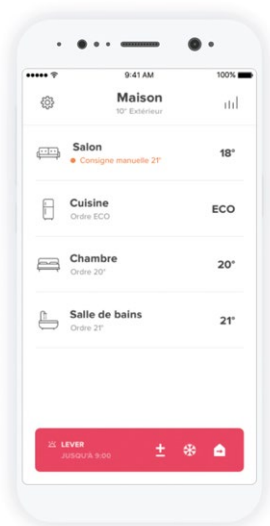 9:41 AM
100%
Maison
10° Extérieur
Salon
18°
Consigne manuelle 21°
Cuisine
ECO
Ordre ECO
Chambre
20°
Ordre 20°
Salle de bains
21°
Ordre 21°
LEVER
JUSQU'À 9:00